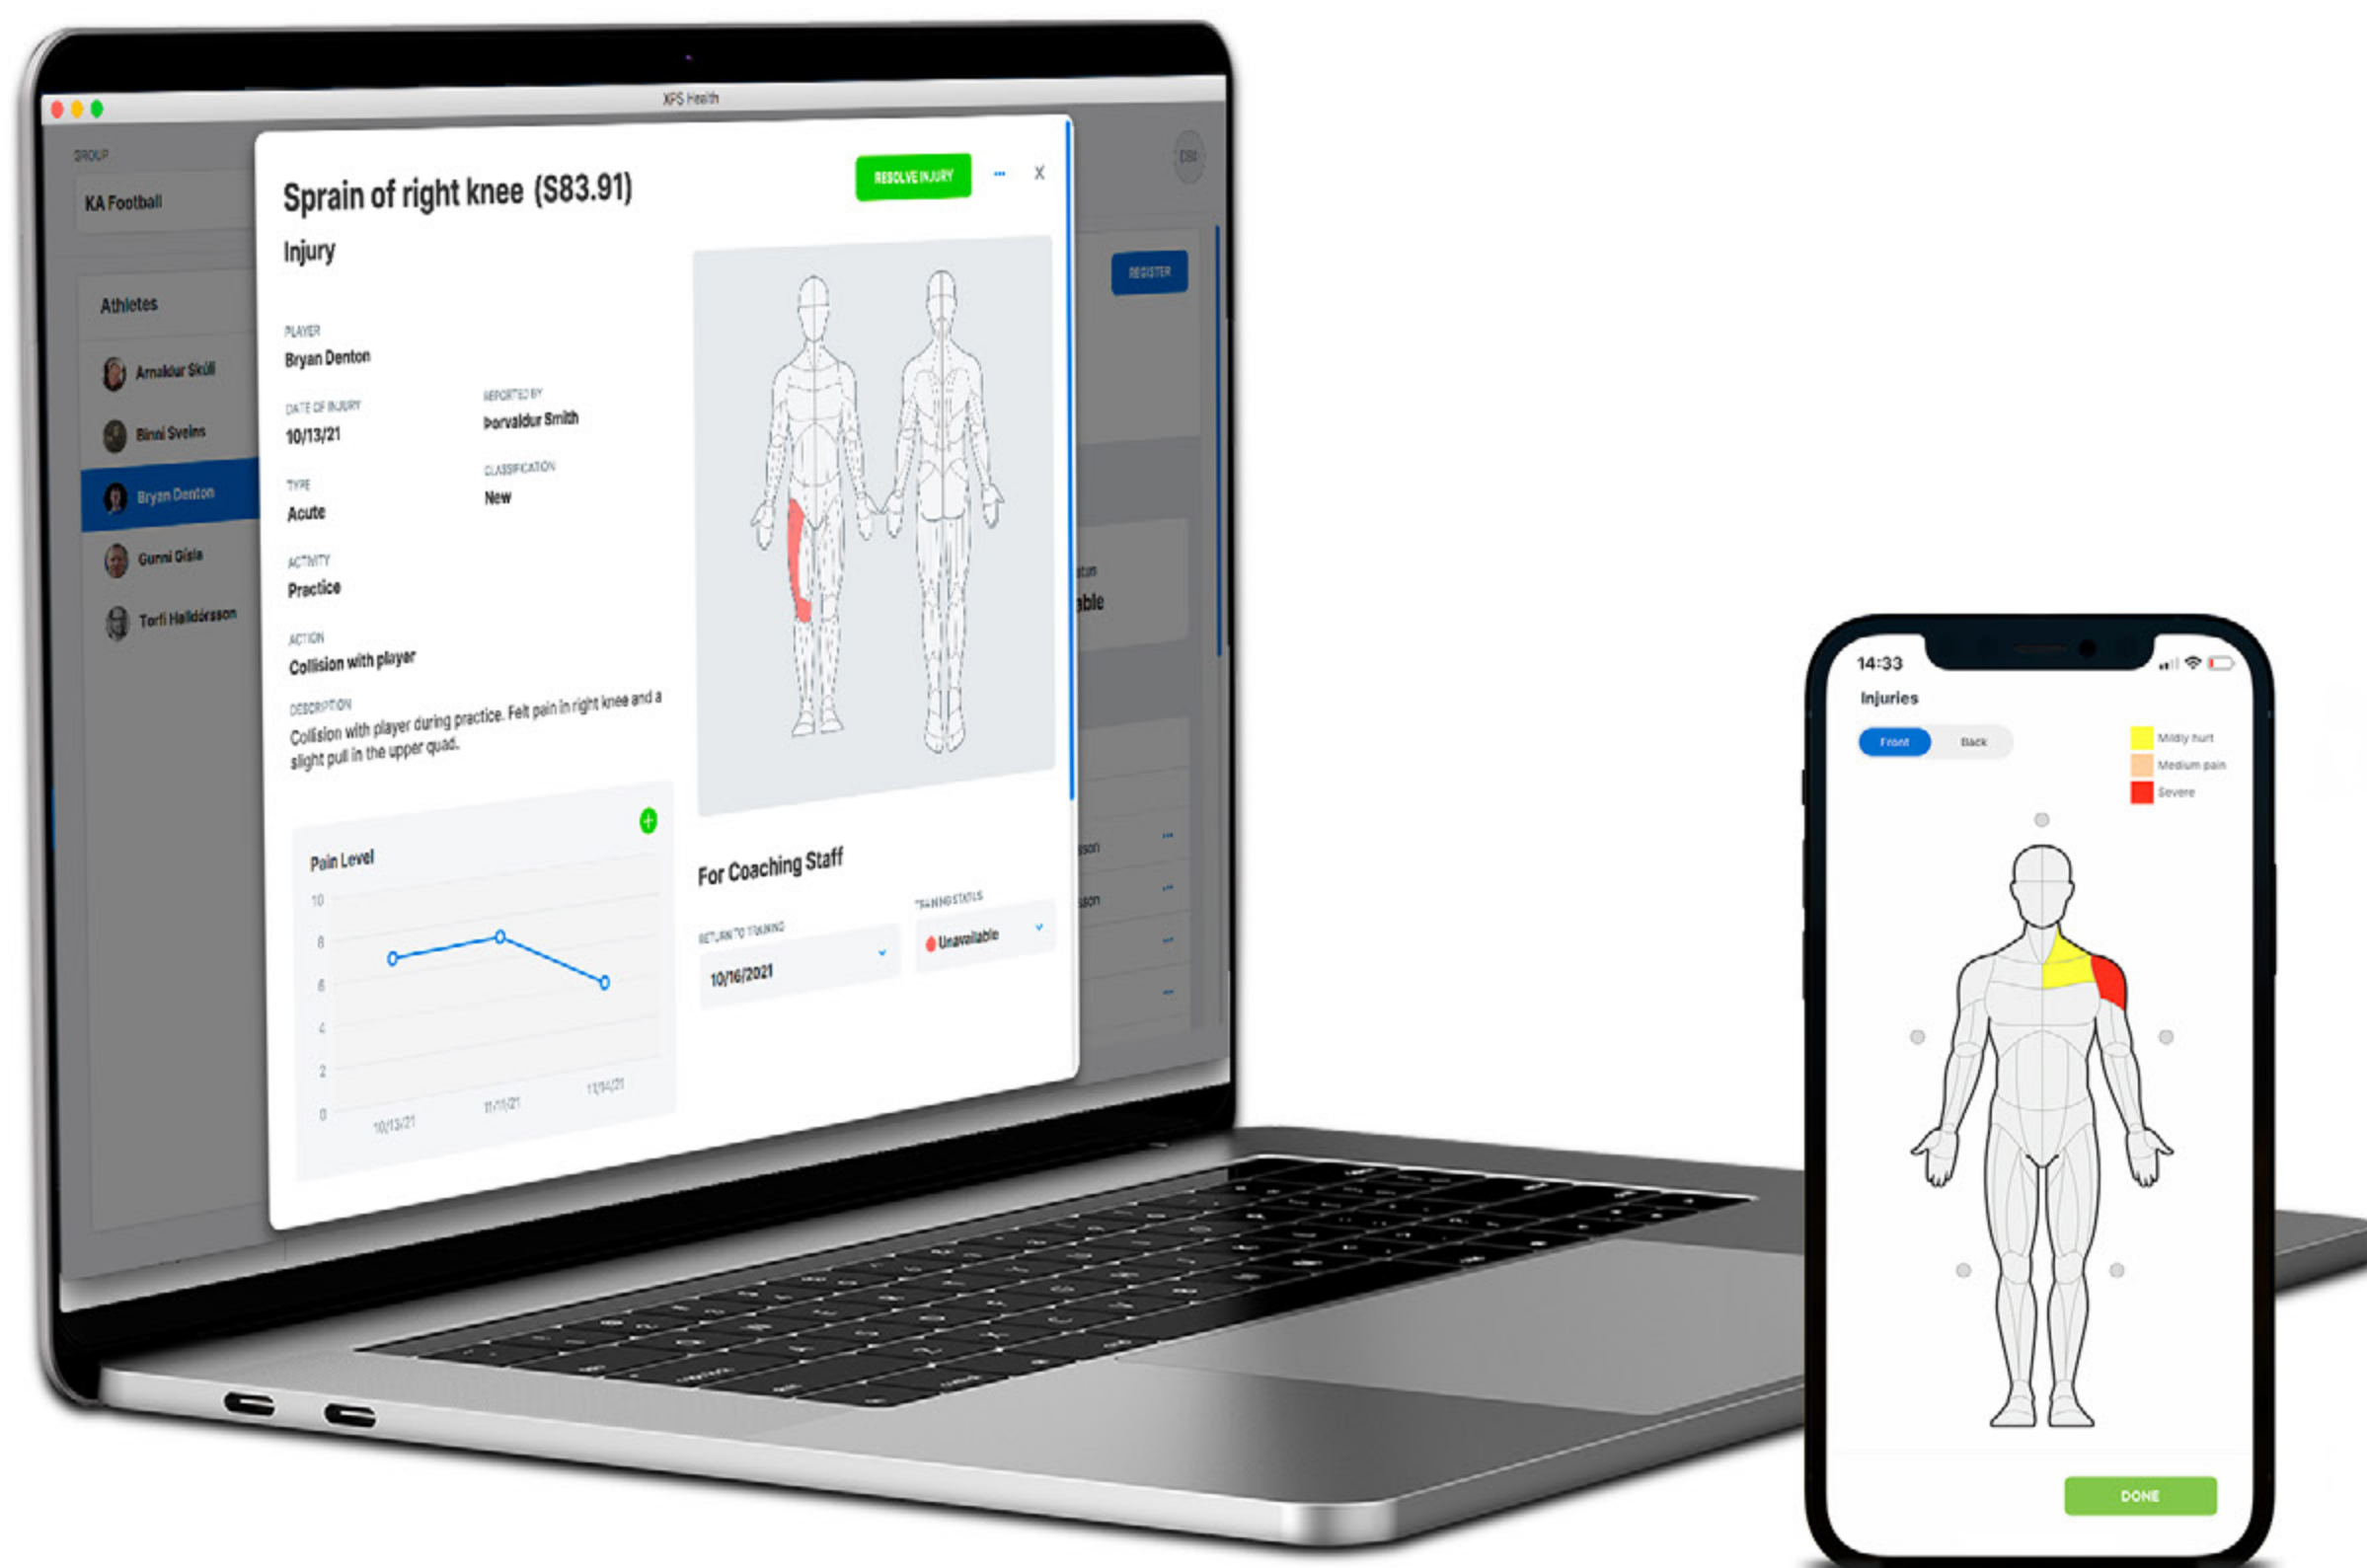 XPS Health
GROUP
KA Football
Athletes
Arnaldur Skúli
Binni Sveins
Bryan Denton
Gunni Gísla
Torfi Halldórsson
REGISTER
able
Sprain of right knee (S83.91)
RESOLVE INJURY
X
Injury
PLAYER
Bryan Denton
DATE OF INJURY
10/13/21
REPORTED BY
Þorvaldur Smith
TYPE
Acute
CLASSIFICATION
New
ACTIVITY
Practice
ACTION
Collision with player
DESCRIPTION
Collision with player during practice. Felt pain in right knee and a
slight pull in the upper quad.
Pain Level
10
8
6
4
2
0
10/13/21
11/11/21
11/14/21
For Coaching Staff
RETURN TO TRAINING
10/16/2021
TRAINING STATUS
Unavailable
sson
sson
14:33
Injuries
Front
Back
Mildly hurt
Medium pain
Severe
DONE